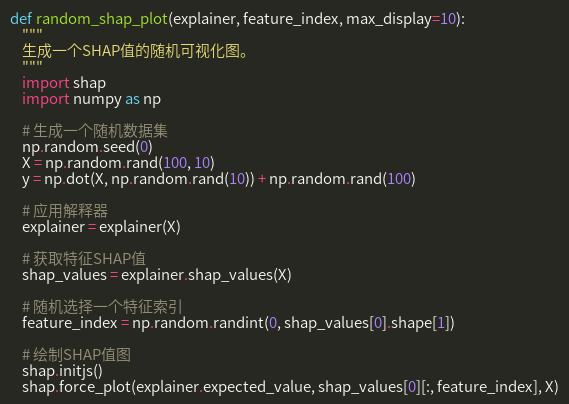 def random_shap_plot(explainer, feature_index, max_display=10):
"""
生成一个SHAP值的随机可视化图。
"""
import shap
import numpy as np
# 生成一个随机数据集
np.random.seed(0)
X = np.random.rand(100, 10)
y = np.dot(X, np.random.rand(10)) + np.random.rand(100)
# 应用解释器
explainer = explainer(X)
# 获取特征SHAP值
shap_values = explainer.shap_values(X)
# 随机选择一个特征索引
feature_index = np.random.randint(0, shap_values[0].shape[1])
# 绘制SHAP值图
shap.initjs()
shap.force_plot(explainer.expected_value, shap_values[0][:, feature_index], X)